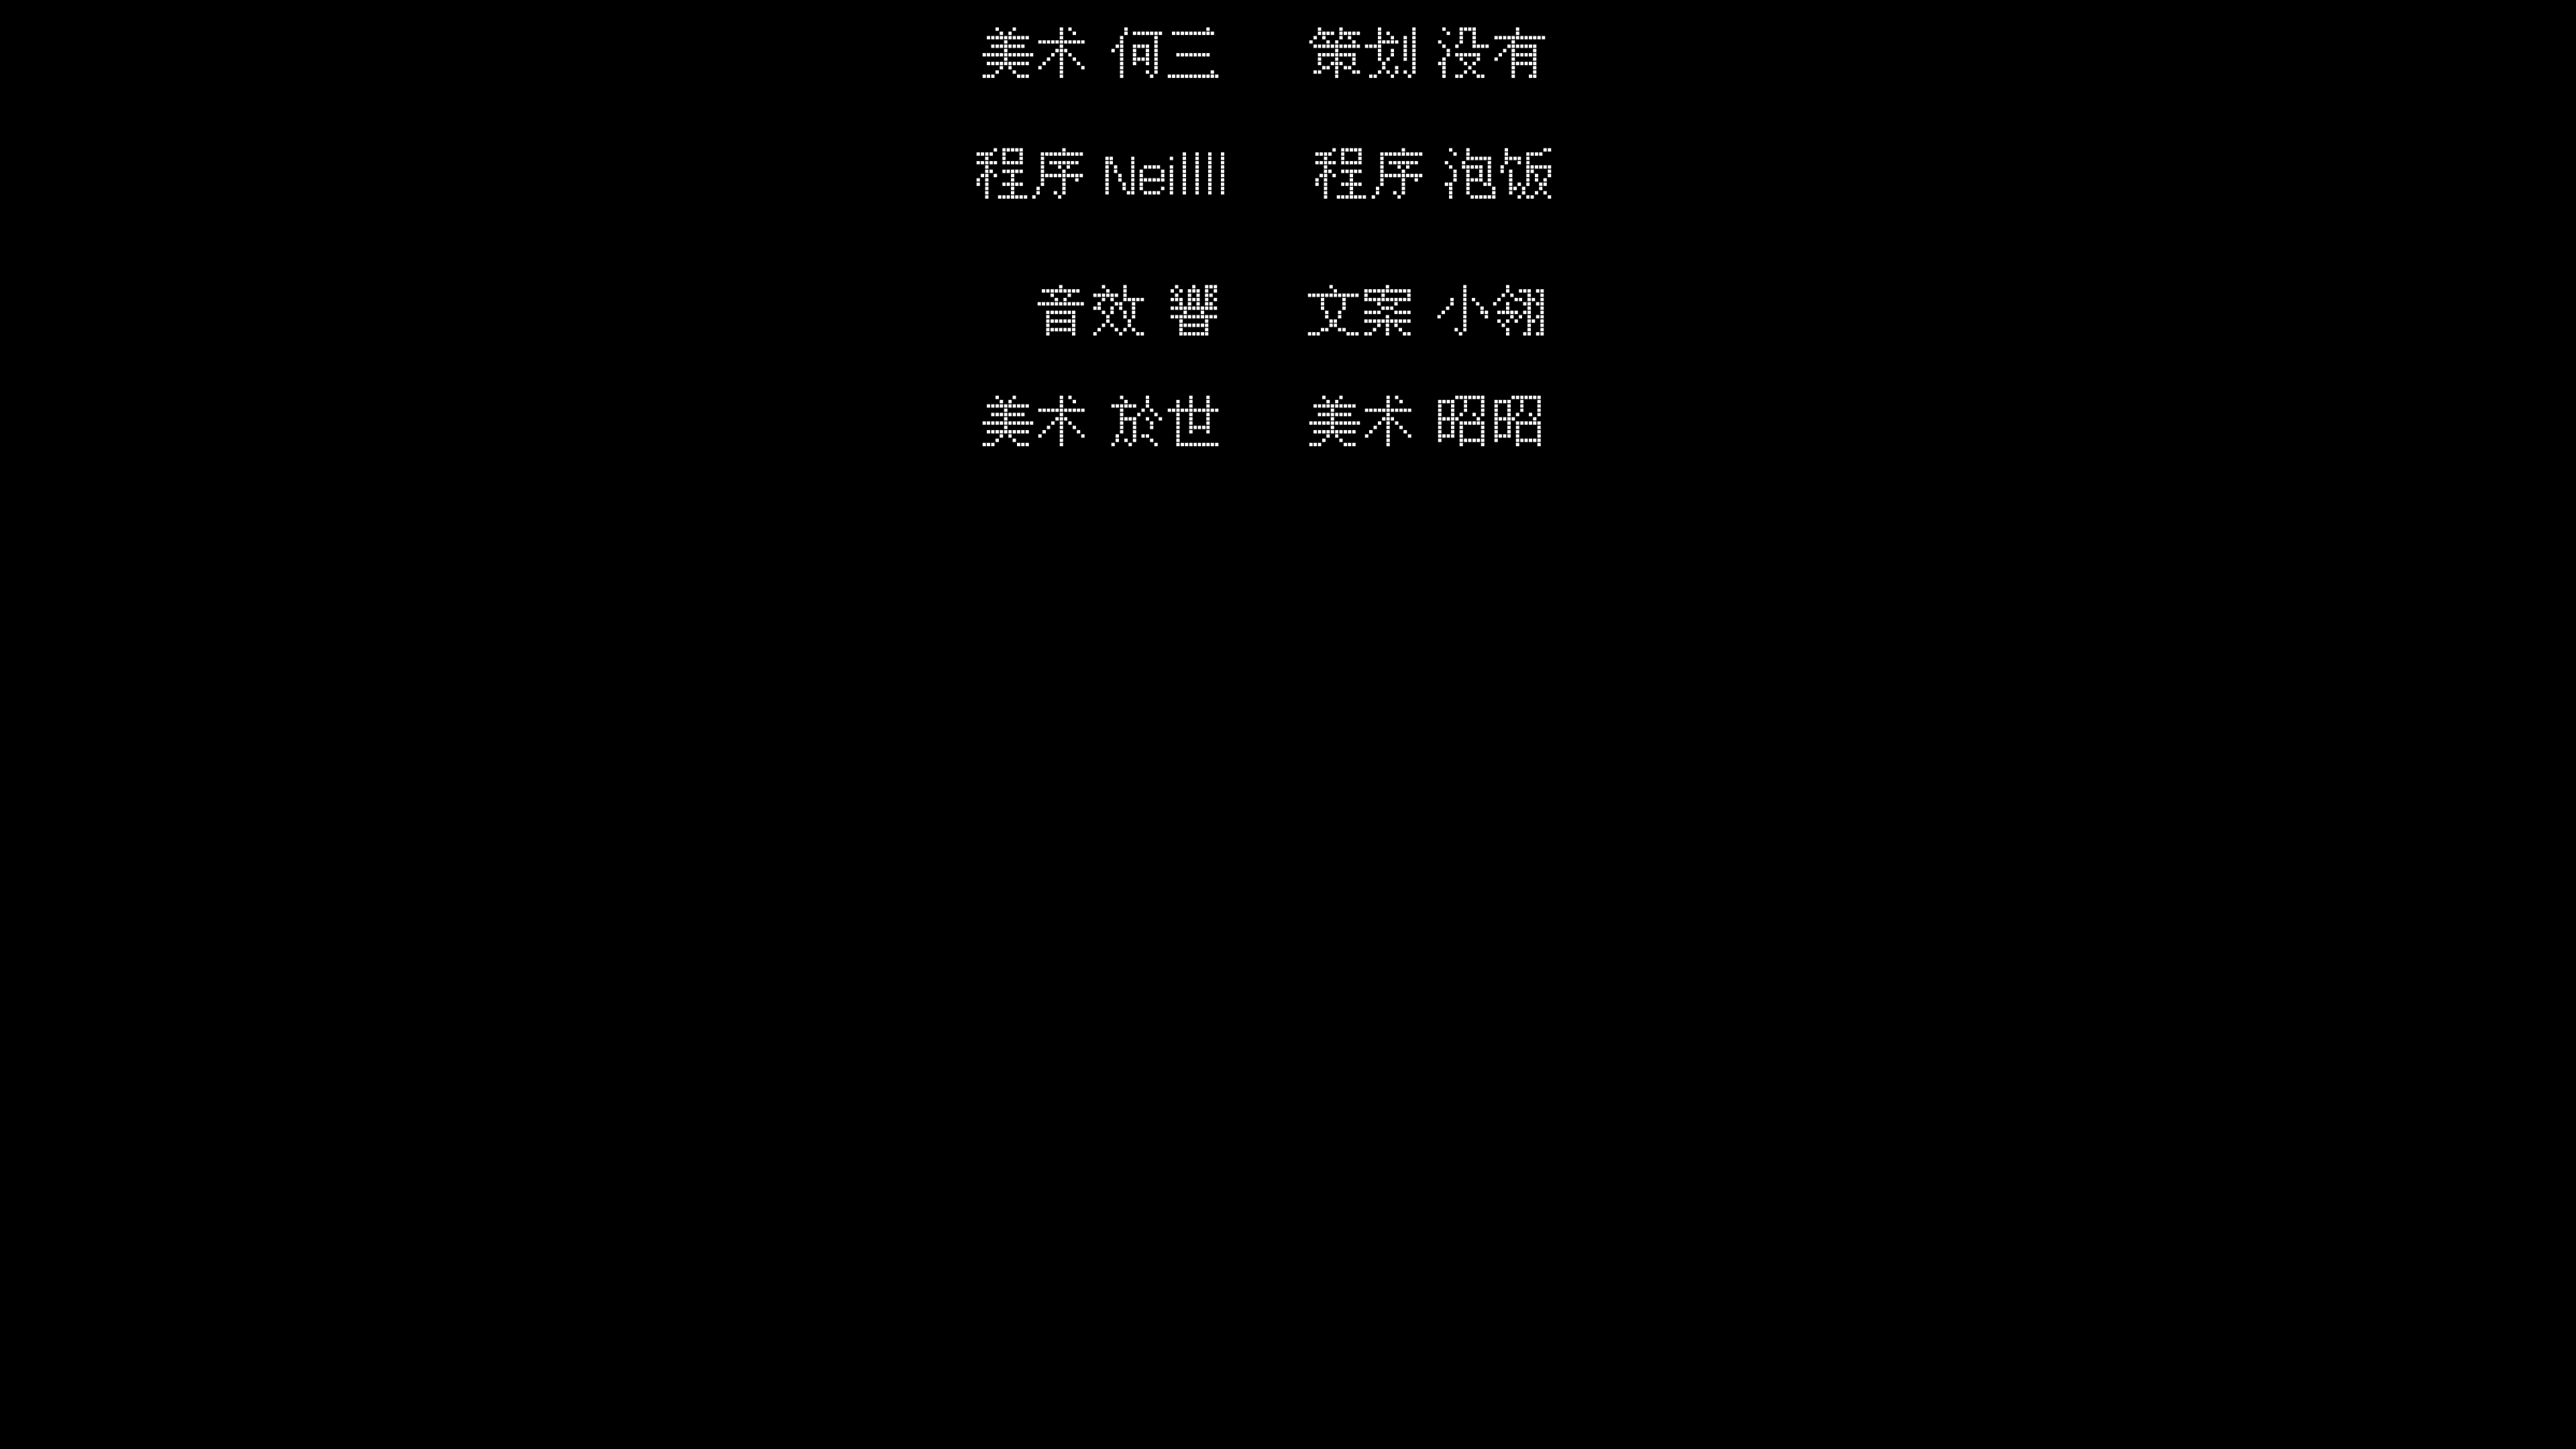 美术 何三 策划 没有
程序 Neillll 程序 泡饭
音效 響 文案 小翎
美术 於世 美术 昭昭